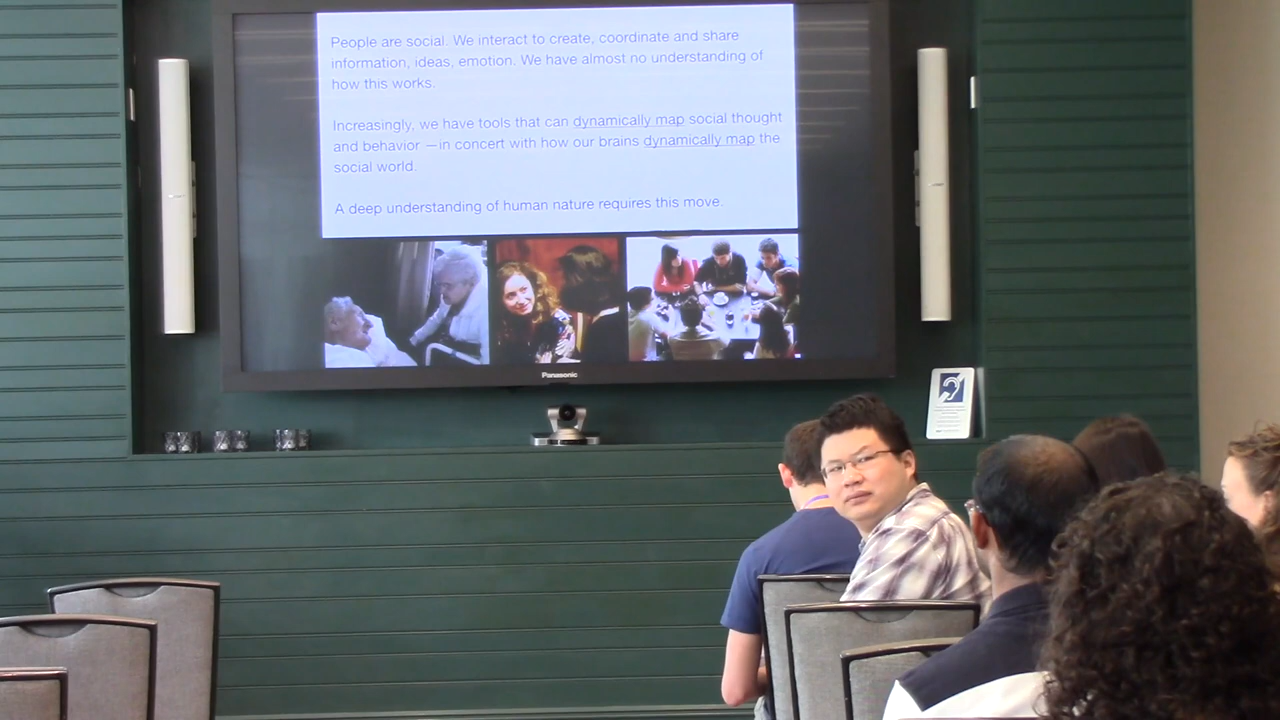 People are social. We interact to create, coordinate and share
information, ideas, emotion. We have almost no understanding of
how this works.
Increasingly, we have tools that can dynamically map social thought
and behavior —in concert with how our brains dynamically map the
social world.
A deep understanding of human nature requires this move.
Panasonic